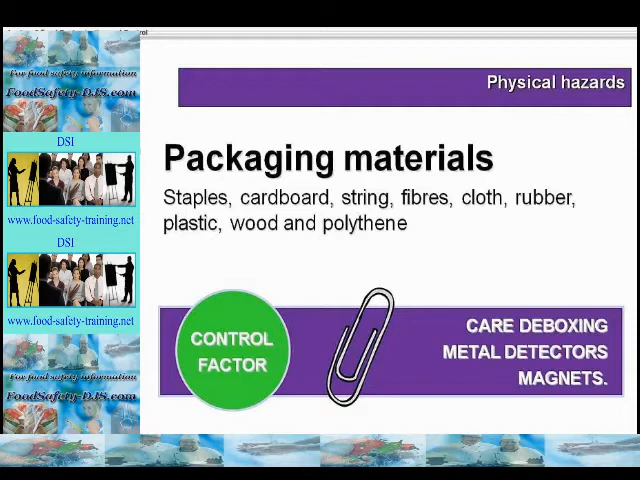 Physical hazards
Packaging materials
Staples, cardboard, string, fibres, cloth, rubber,
plastic, wood and polythene
CONTROL
FACTOR
CARE DEBOXING
METAL DETECTORS
MAGNETS.
For food safety information
FoodSafety-DJS.com
DSI
www.food-safety-training.net
DSI
www.food-safety-training.net
For food safety information
FoodSafety-DJS.com